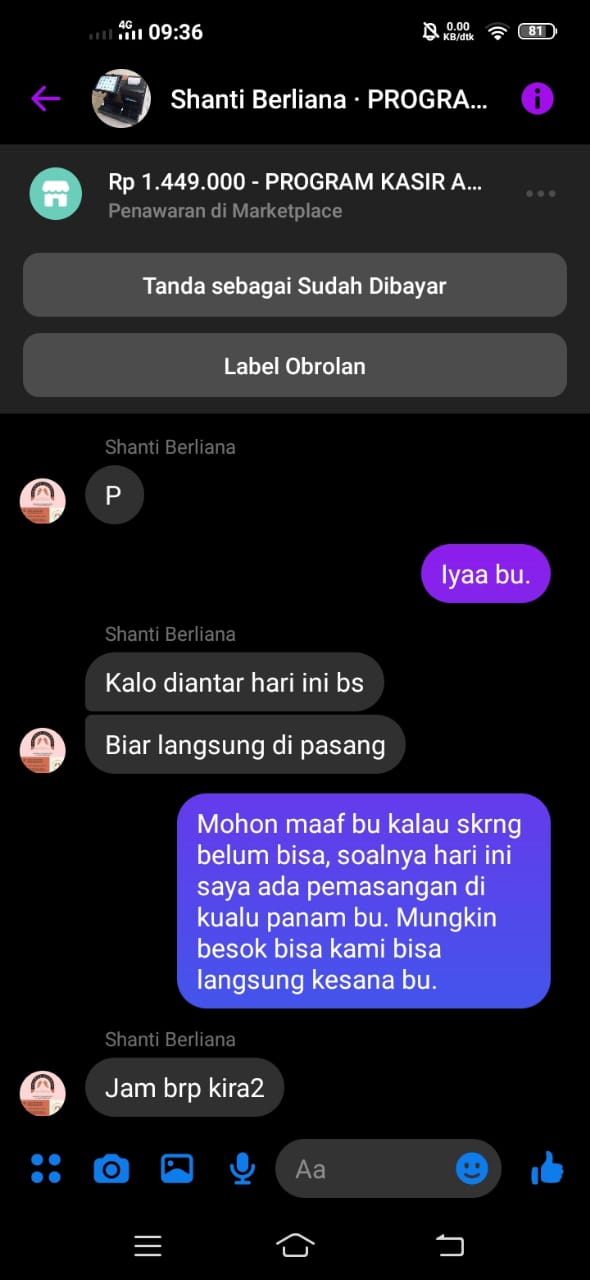 4G 09:36 0.00 KB/dtk 81
Shanti Berliana · PROGRA...
Rp 1.449.000 - PROGRAM KASIR A...
Penawaran di Marketplace
Tanda sebagai Sudah Dibayar
Label Obrolan
Shanti Berliana
P
Iyaa bu.
Shanti Berliana
Kalo diantar hari ini bs
Biar langsung di pasang
Mohon maaf bu kalau skrng
belum bisa, soalnya hari ini
saya ada pemasangan di
kualu panam bu. Mungkin
besok bisa kami bisa
langsung kesana bu.
Shanti Berliana
Jam brp kira2
Aa